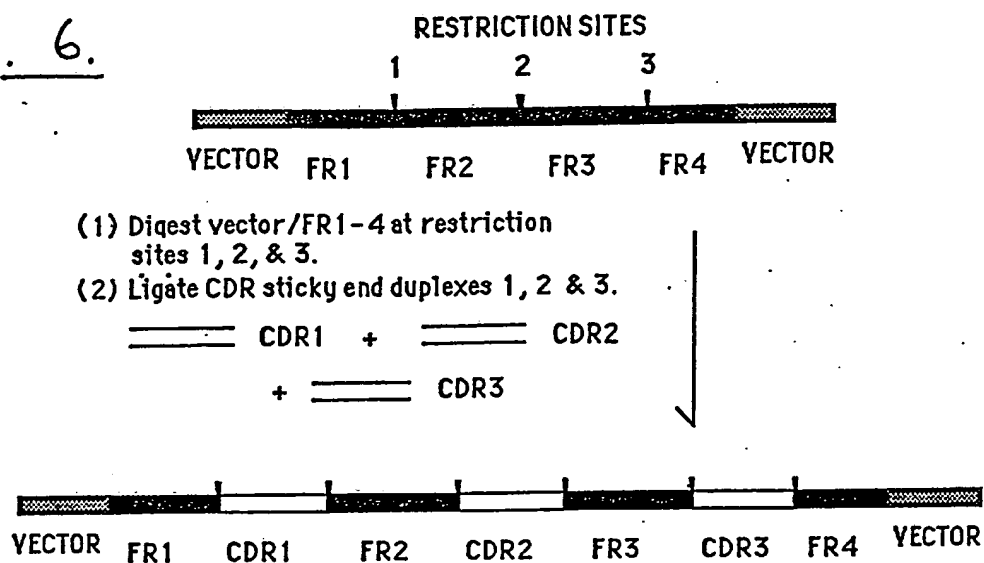 . 6.
RESTRICTION SITES
1 2 3
VECTOR FR1 FR2 FR3 FR4 VECTOR
(1) Digest vector/FR1-4 at restriction
sites 1, 2, & 3.
(2) Ligate CDR sticky end duplexes 1, 2 & 3.
CDR1 + CDR2
+ CDR3
VECTOR FR1 CDR1 FR2 CDR2 FR3 CDR3 FR4 VECTOR